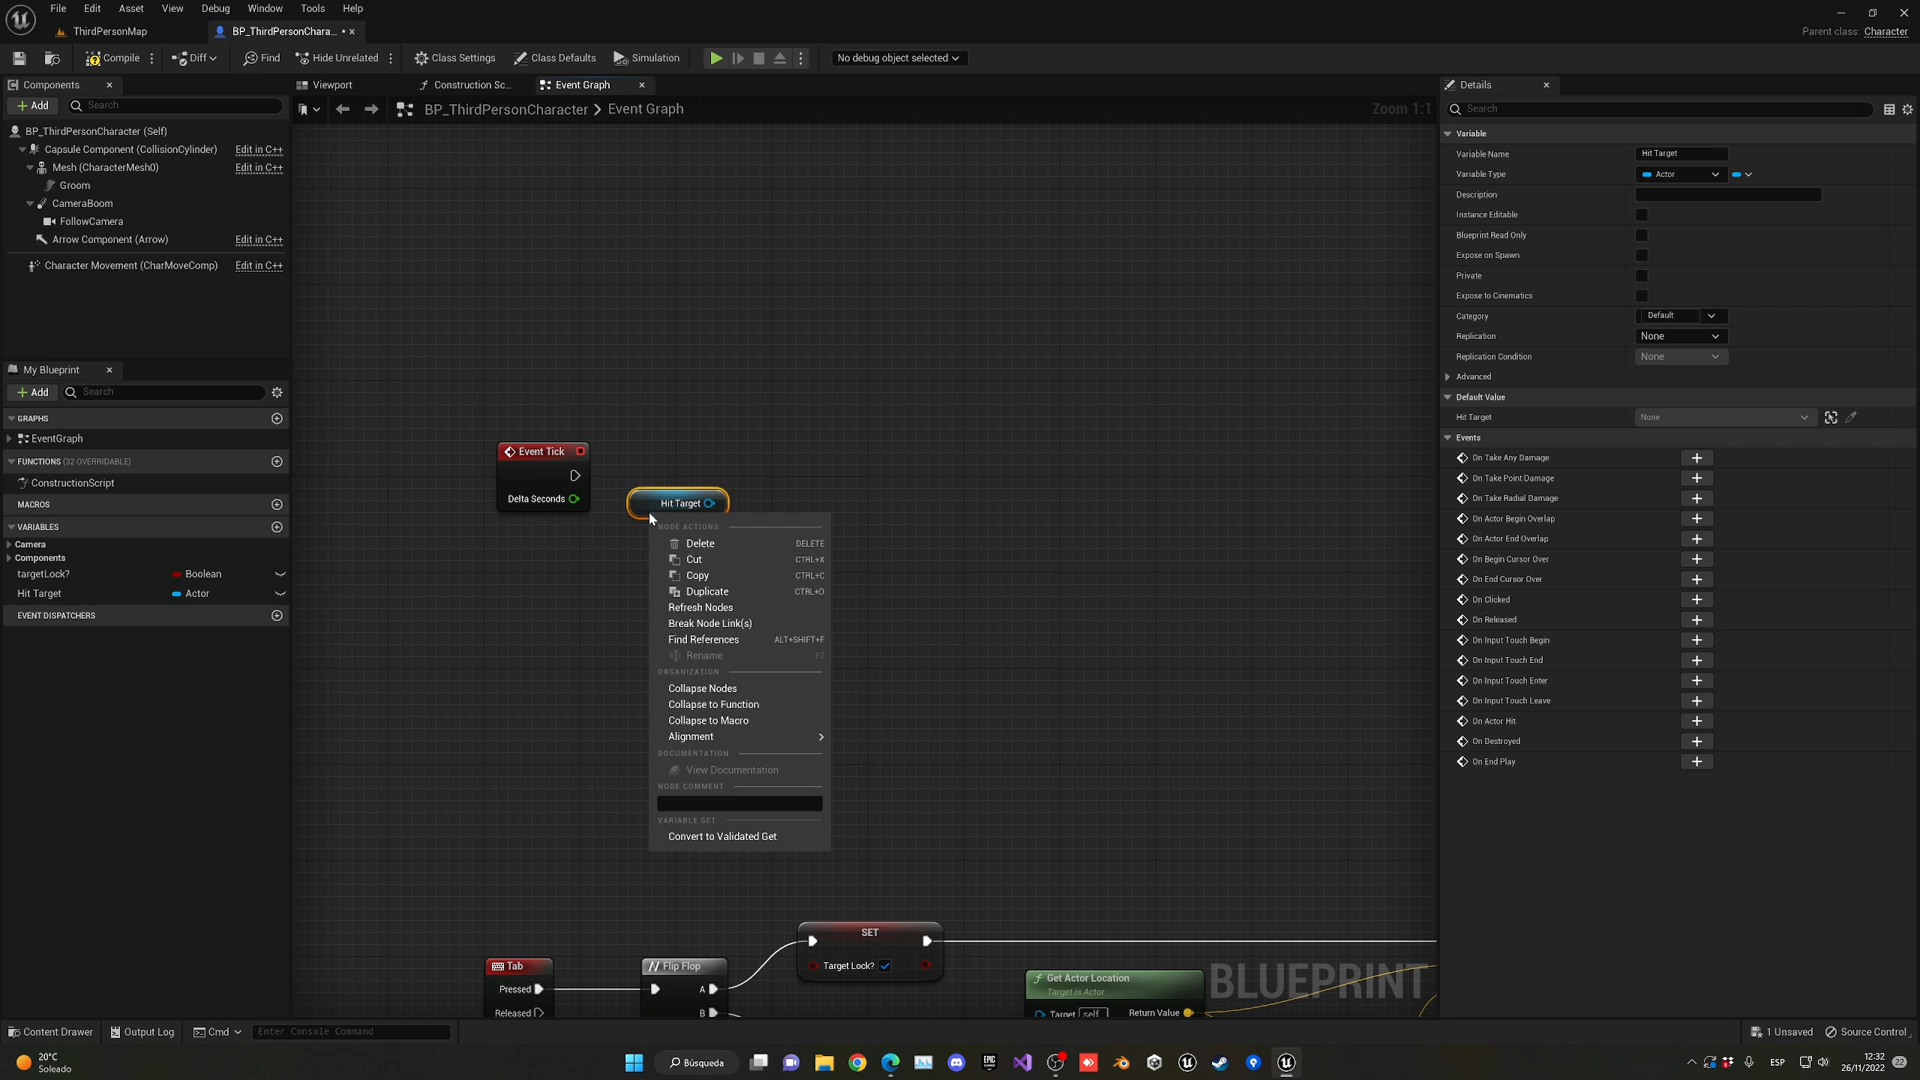 File Edit Asset View Debug Window Tools Help
ThirdPersonMap
BP_ThirdPersonChara... •
Parent class: Character
Compile
Diff
Find
Hide Unrelated
Class Settings
Class Defaults
Simulation
No debug object selected
Components
Add
Search
BP_ThirdPersonCharacter (Self)
Capsule Component (CollisionCylinder) Edit in C++
Mesh (CharacterMesh0) Edit in C++
Groom
CameraBoom
FollowCamera
Arrow Component (Arrow) Edit in C++
Character Movement (CharMoveComp) Edit in C++
My Blueprint
Add
Search
GRAPHS
EventGraph
FUNCTIONS (32 OVERRIDABLE)
ConstructionScript
MACROS
VARIABLES
Camera
Components
targetLock? Boolean
Hit Target Actor
EVENT DISPATCHERS
Viewport
Construction Sc...
Event Graph
BP_ThirdPersonCharacter > Event Graph
Zoom 1:1
Event Tick
Delta Seconds
Hit Target
NODE ACTIONS
Delete DELETE
Cut CTRL+X
Copy CTRL+C
Duplicate CTRL+D
Refresh Nodes
Break Node Link(s)
Find References ALT+SHIFT+F
Rename F2
ORGANIZATION
Collapse Nodes
Collapse to Function
Collapse to Macro
Alignment
DOCUMENTATION
View Documentation
NODE COMMENT
VARIABLE GET
Convert to Validated Get
SET
Target Lock?
Tab
Pressed
Released
Flip Flop
A
B
Get Actor Location
Target is Actor
Target self Return Value
BLUEPRINT
Details
Search
Variable
Variable Name Hit Target
Variable Type Actor
Description
Instance Editable
Blueprint Read Only
Expose on Spawn
Private
Expose to Cinematics
Category Default
Replication None
Replication Condition None
Advanced
Default Value
Hit Target None
Events
On Take Any Damage
On Take Point Damage
On Take Radial Damage
On Actor Begin Overlap
On Actor End Overlap
On Begin Cursor Over
On End Cursor Over
On Clicked
On Released
On Input Touch Begin
On Input Touch End
On Input Touch Enter
On Input Touch Leave
On Actor Hit
On Destroyed
On End Play
Content Drawer
Output Log
Cmd
Enter Console Command
1 Unsaved
Source Control
20°C
Soleado
Búsqueda
EPIC
GAMES
ESP
12:32
26/11/2022